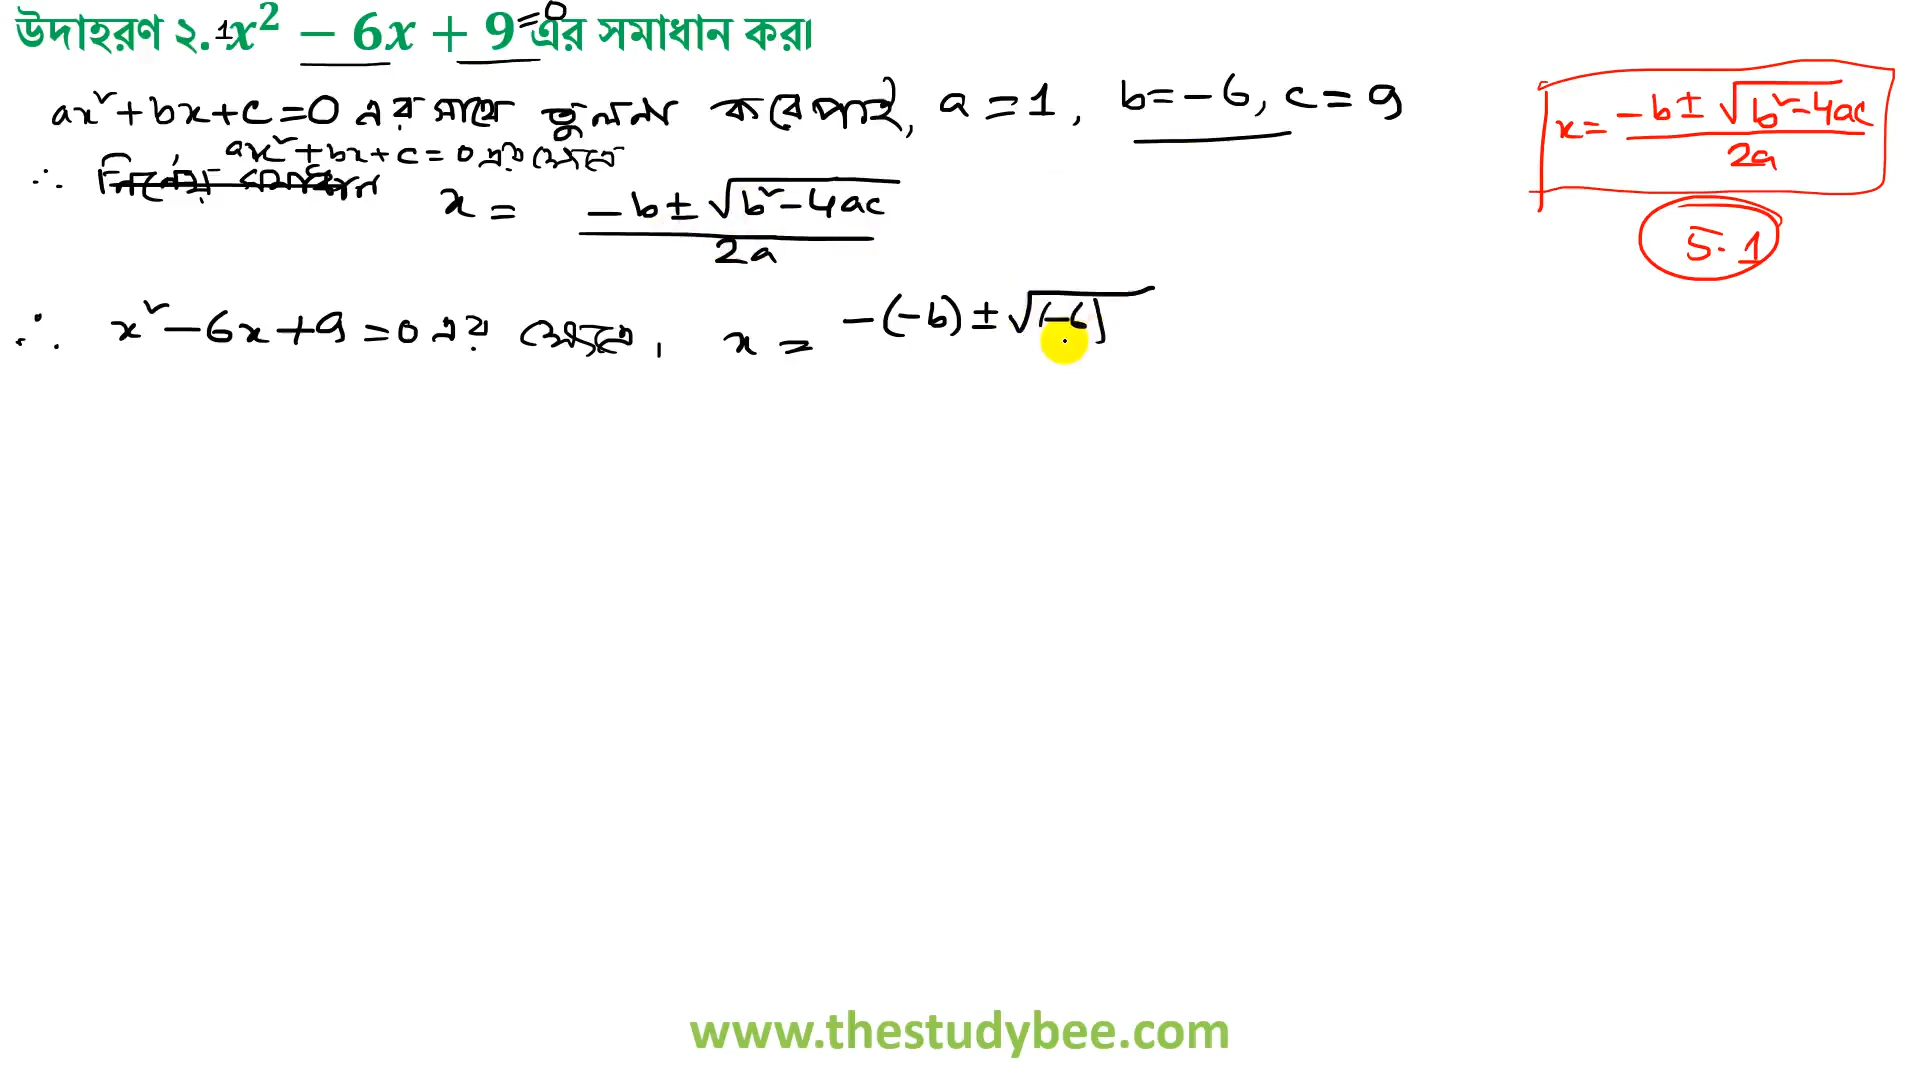 উদাহরণ ২. 1x² − 6x + 9 =0 এর সমাধান কর।
ax² + bx + c = 0 এর সাথে তুলনা করে পাই, a = 1, b = −6, c = 9
x = (−b ± √(b² − 4ac)) / 2a
5.1
ax² + bx + c = 0 এর ক্ষেত্রে
∴ x = (−b ± √(b² − 4ac)) / 2a
∴ x² − 6x + 9 = 0 এর ক্ষেত্রে, x = −(−6) ± √(−6)
www.thestudybee.com